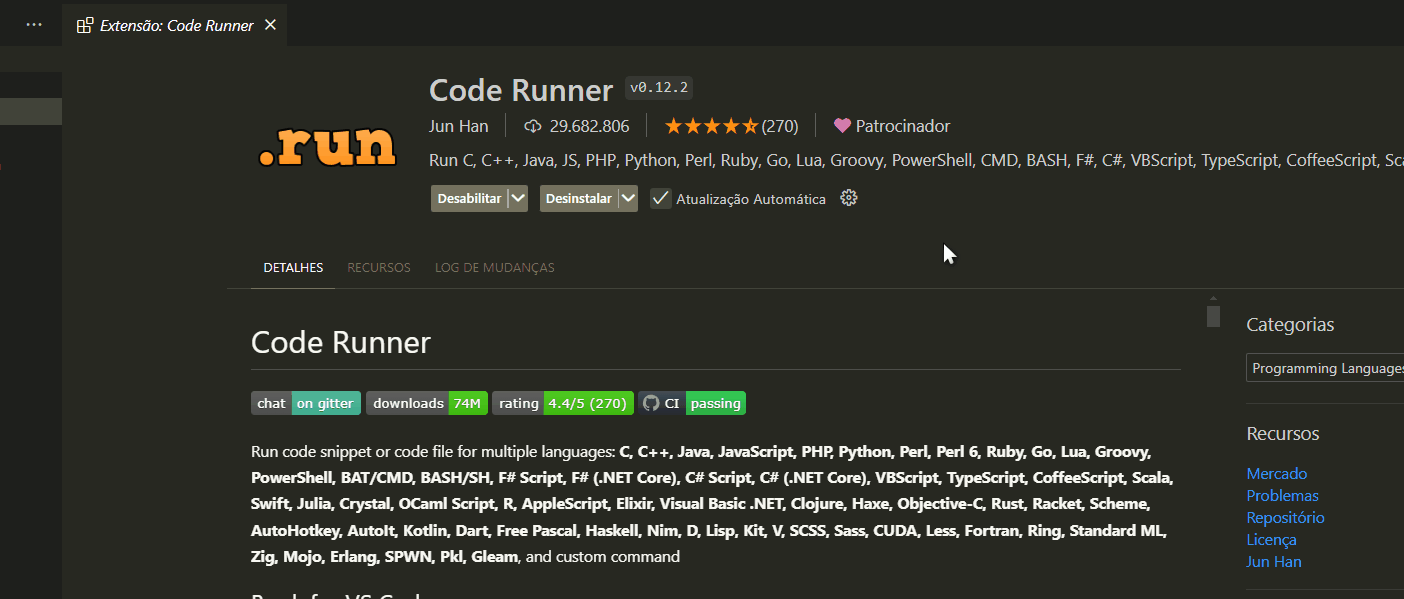 Extensão: Code Runner
Code Runner v0.12.2
.run
Jun Han 29.682.806 (270) Patrocinador
Run C, C++, Java, JS, PHP, Python, Perl, Ruby, Go, Lua, Groovy, PowerShell, CMD, BASH, F#, C#, VBScript, TypeScript, CoffeeScript,
Desabilitar Desinstalar Atualização Automática
DETALHES RECURSOS LOG DE MUDANÇAS
Code Runner
chat on gitter downloads 74M rating 4.4/5 (270) CI passing
Run code snippet or code file for multiple languages: C, C++, Java, JavaScript, PHP, Python, Perl, Perl 6, Ruby, Go, Lua, Groovy,
PowerShell, BAT/CMD, BASH/SH, F# Script, F# (.NET Core), C# Script, C# (.NET Core), VBScript, TypeScript, CoffeeScript, Scala,
Swift, Julia, Crystal, OCaml Script, R, AppleScript, Elixir, Visual Basic .NET, Clojure, Haxe, Objective-C, Rust, Racket, Scheme,
AutoHotkey, AutoIt, Kotlin, Dart, Free Pascal, Haskell, Nim, D, Lisp, Kit, V, SCSS, Sass, CUDA, Less, Fortran, Ring, Standard ML,
Zig, Mojo, Erlang, SPWN, Pkl, Gleam, and custom command
Categorias
Programming Languages
Recursos
Mercado
Problemas
Repositório
Licença
Jun Han